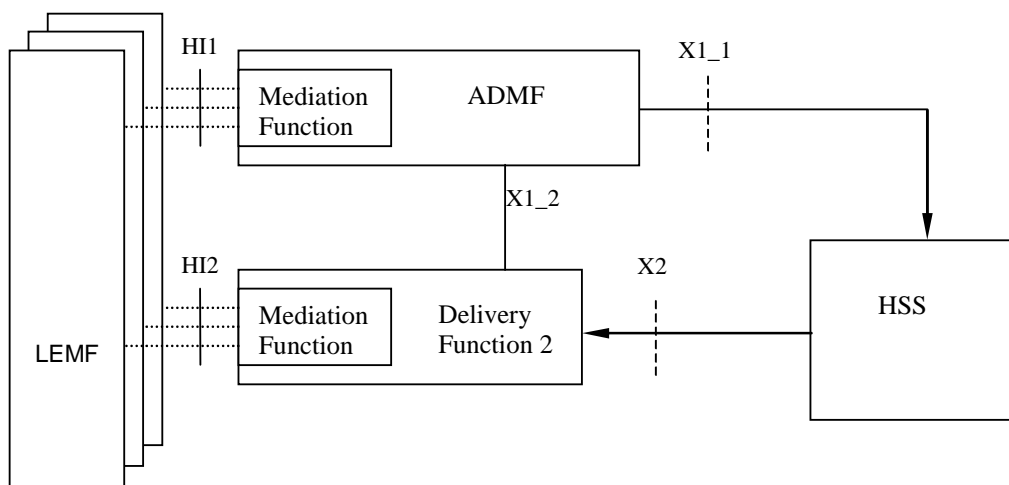 HI1
X1_1
Mediation
Function
ADMF
X1_2
HI2
X2
Mediation
Function
Delivery
Function 2
HSS
LEMF